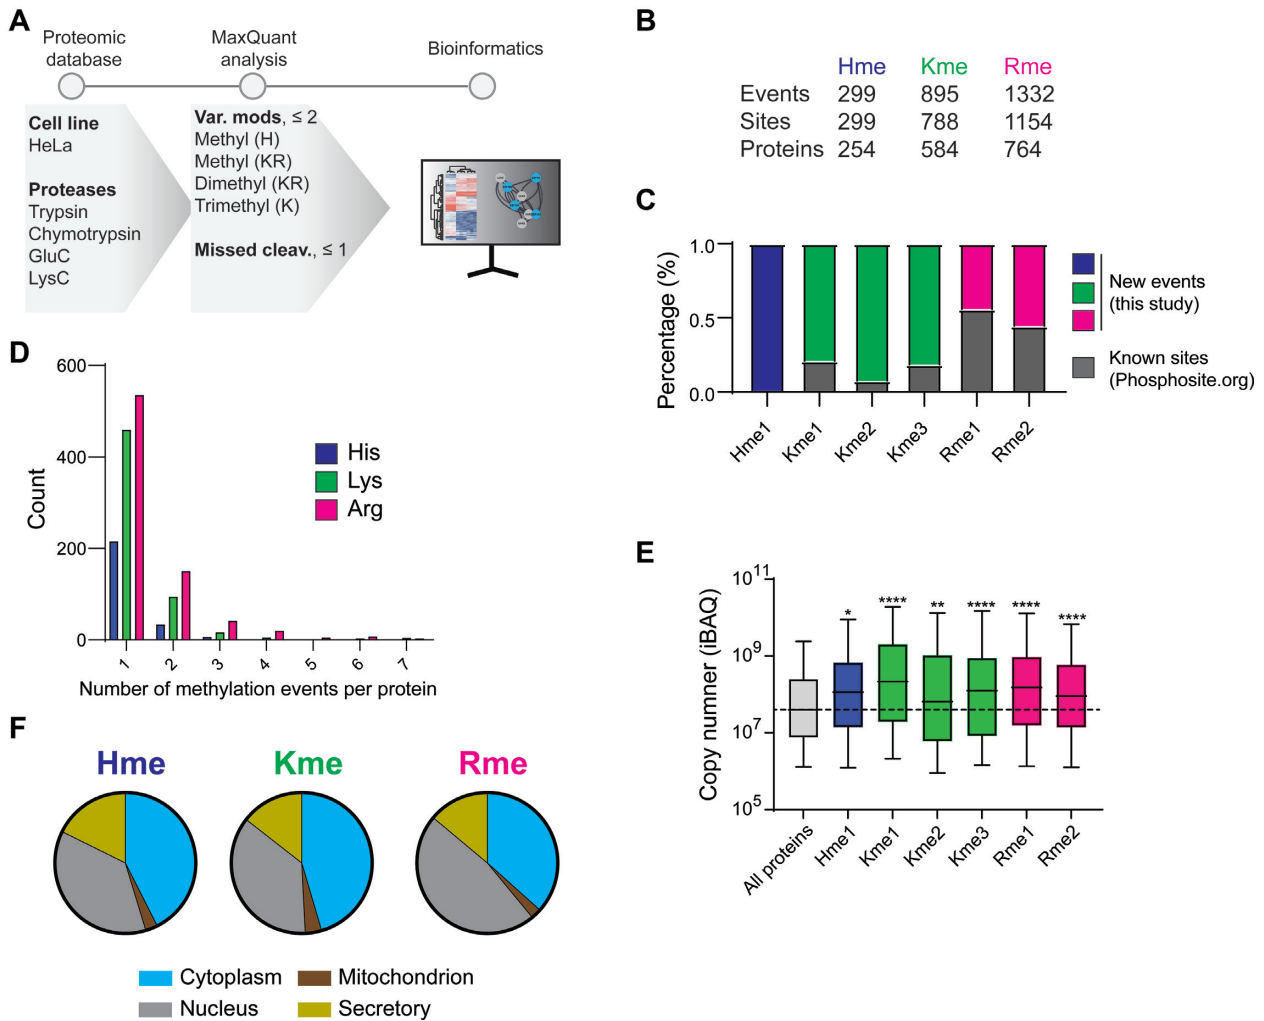 A
Proteomic
database
MaxQuant
analysis
Bioinformatics
Cell line
HeLa
Proteases
Trypsin
Chymotrypsin
GluC
LysC
Var. mods, ≤ 2
Methyl (H)
Methyl (KR)
Dimethyl (KR)
Trimethyl (K)
Missed cleav., ≤ 1
B
Hme Kme Rme
Events 299 895 1332
Sites 299 788 1154
Proteins 254 584 764
C
Percentage (%)
1.0
0.5
0.0
Hme1
Kme1
Kme2
Kme3
Rme1
Rme2
New events
(this study)
Known sites
(Phosphosite.org)
D
Count
600
400
200
0
1
2
3
4
5
6
7
Number of methylation events per protein
His
Lys
Arg
E
Copy numner (iBAQ)
10^11
10^9
10^7
10^5
*
****
**
****
****
****
All proteins
Hme1
Kme1
Kme2
Kme3
Rme1
Rme2
F
Hme
Kme
Rme
Cytoplasm
Mitochondrion
Nucleus
Secretory